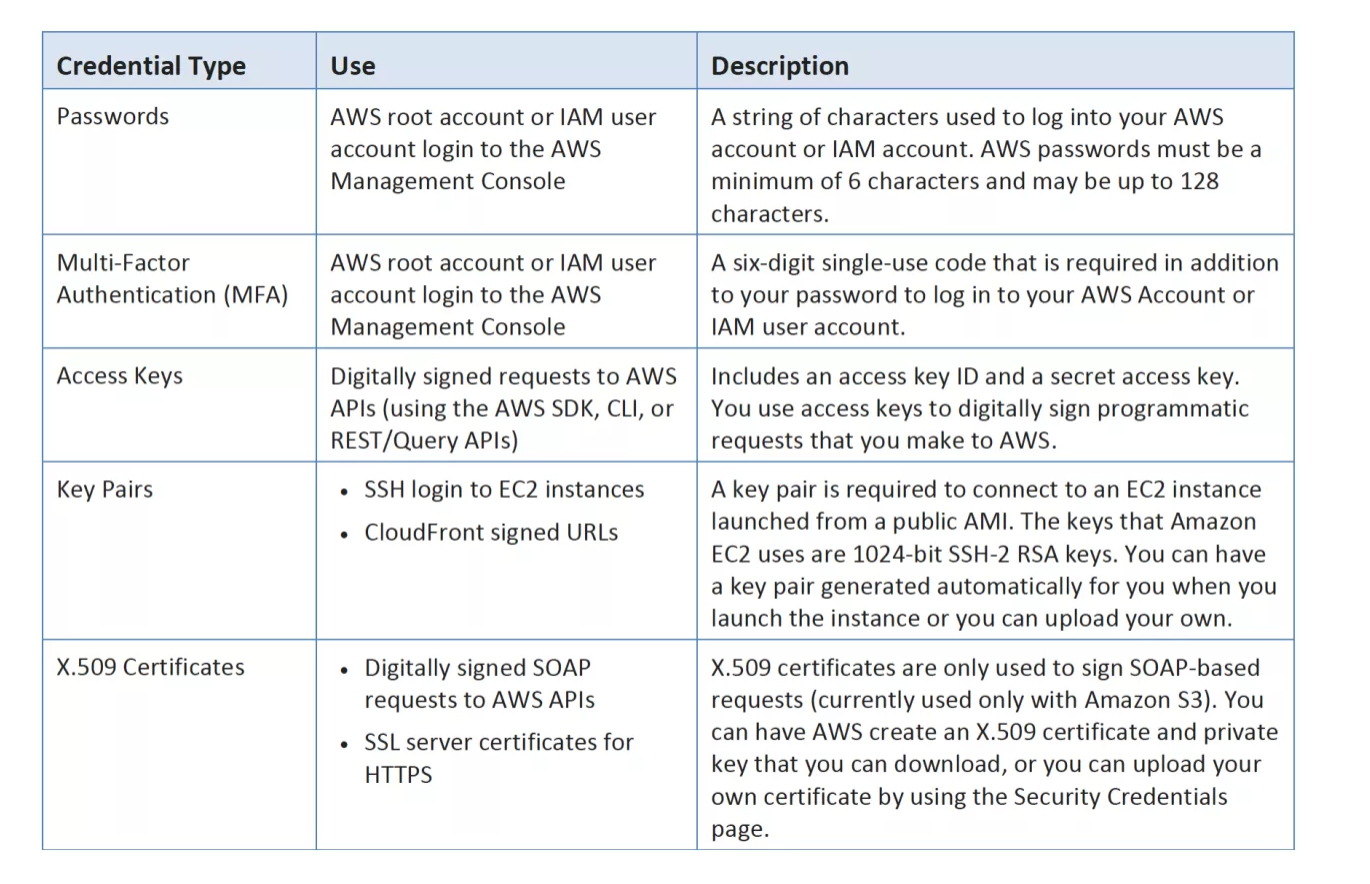 Credential Type
Use
Description
Passwords
AWS root account or IAM user
account login to the AWS
Management Console
A string of characters used to log into your AWS
account or IAM account. AWS passwords must be a
minimum of 6 characters and may be up to 128
characters.
Multi-Factor
Authentication (MFA)
AWS root account or IAM user
account login to the AWS
Management Console
A six-digit single-use code that is required in addition
to your password to log in to your AWS Account or
IAM user account.
Access Keys
Digitally signed requests to AWS
APIs (using the AWS SDK, CLI, or
REST/Query APIs)
Includes an access key ID and a secret access key.
You use access keys to digitally sign programmatic
requests that you make to AWS.
Key Pairs
• SSH login to EC2 instances
• CloudFront signed URLs
A key pair is required to connect to an EC2 instance
launched from a public AMI. The keys that Amazon
EC2 uses are 1024-bit SSH-2 RSA keys. You can have
a key pair generated automatically for you when you
launch the instance or you can upload your own.
X.509 Certificates
• Digitally signed SOAP
requests to AWS APIs
• SSL server certificates for
HTTPS
X.509 certificates are only used to sign SOAP-based
requests (currently used only with Amazon S3). You
can have AWS create an X.509 certificate and private
key that you can download, or you can upload your
own certificate by using the Security Credentials
page.